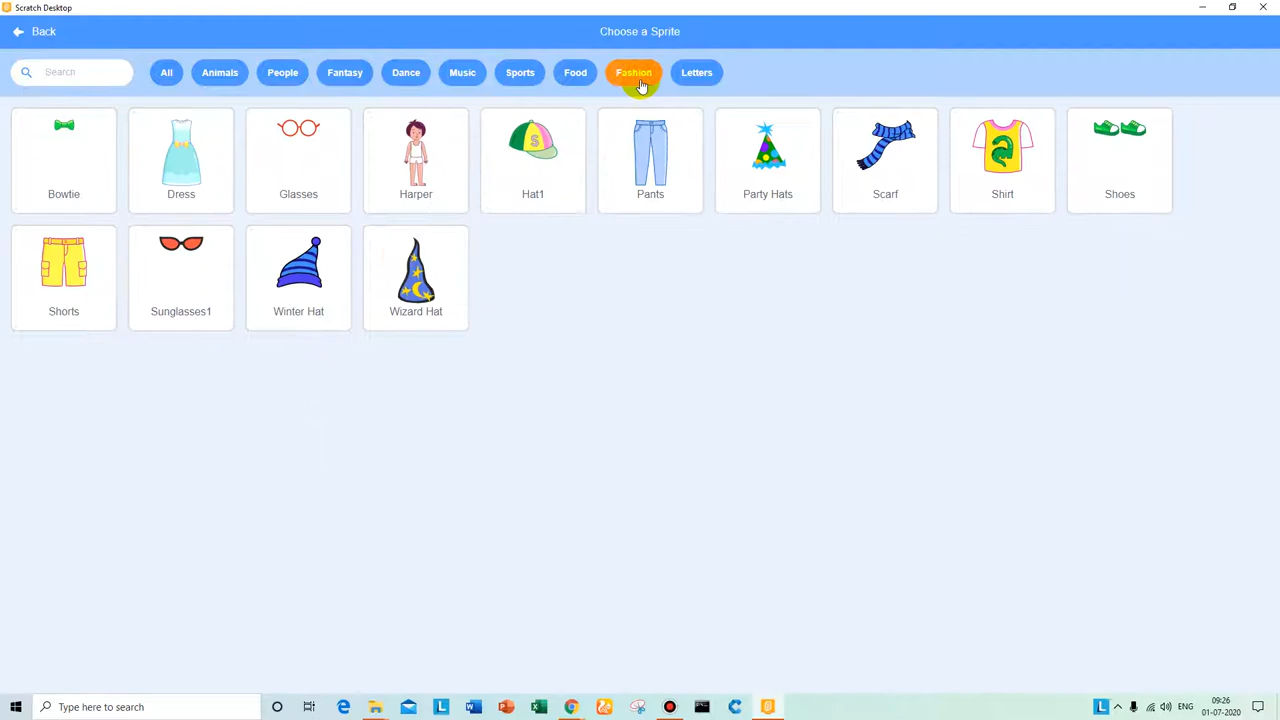 Scratch Desktop
Back
Choose a Sprite
Search
All
Animals
People
Fantasy
Dance
Music
Sports
Food
Fashion
Letters
Bowtie
Dress
Glasses
Harper
S
Hat1
Pants
Party Hats
Scarf
Shirt
Shoes
Shorts
Sunglasses1
Winter Hat
Wizard Hat
Type here to search
ENG
09:26
01-07-2020